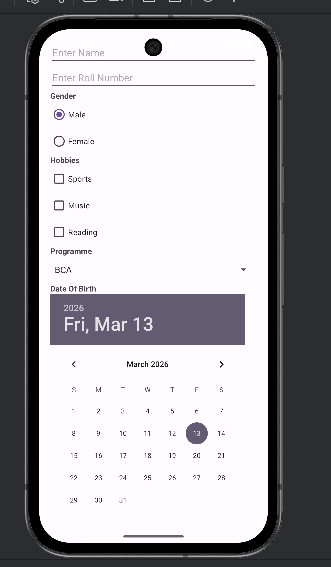 Enter Name
Enter Roll Number
Gender
Male
Female
Hobbies
Sports
Music
Reading
Programme
BCA
Date Of Birth
2026
Fri, Mar 13
March 2026
S M T W T F S
1 2 3 4 5 6 7
8 9 10 11 12 13 14
15 16 17 18 19 20 21
22 23 24 25 26 27 28
29 30 31